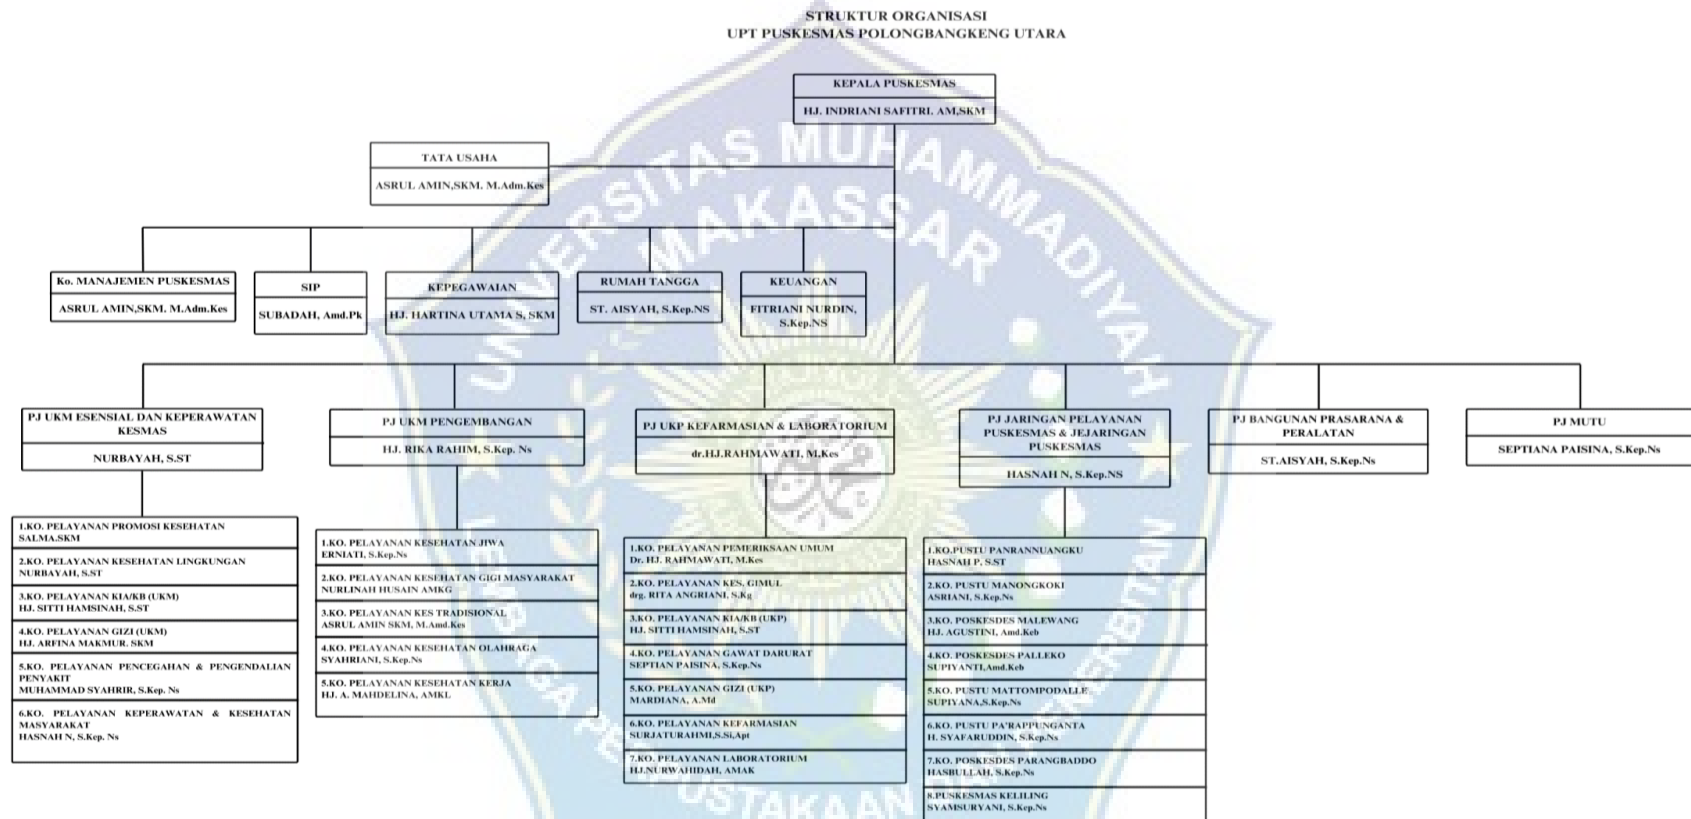 STRUKTUR ORGANISASI
UPT PUSKESMAS POLONGBANGKENG UTARA
KEPALA PUSKESMAS
HJ. INDRIANI SAFITRI. AM,SKM
TATA USAHA
ASRUL AMIN,SKM. M.Adm.Kes
Ko. MANAJEMEN PUSKESMAS
ASRUL AMIN,SKM. M.Adm.Kes
SIP
SUBADAH, Amd.Pk
KEPEGAWAIAN
HJ. HARTINA UTAMA S, SKM
RUMAH TANGGA
ST. AISYAH, S.Kep.NS
KEUANGAN
FITRIANI NURDIN,
S.Kep.NS
PJ UKM ESENSIAL DAN KEPERAWATAN
KESMAS
NURBAYAH, S.ST
PJ UKM PENGEMBANGAN
HJ. RIKA RAHIM, S.Kep. Ns
PJ UKP KEFARMASIAN & LABORATORIUM
dr.HJ.RAHMAWATI, M.Kes
PJ JARINGAN PELAYANAN
PUSKESMAS & JEJARINGAN
PUSKESMAS
HASNAH N, S.Kep.NS
PJ BANGUNAN PRASARANA &
PERALATAN
ST.AISYAH, S.Kep.Ns
PJ MUTU
SEPTIANA PAISINA, S.Kep.Ns
1.KO. PELAYANAN PROMOSI KESEHATAN
SALMA.SKM
2.KO. PELAYANAN KESEHATAN LINGKUNGAN
NURBAYAH, S.ST
3.KO. PELAYANAN KIA/KB (UKM)
HJ. SITTI HAMSINAH, S.ST
4.KO. PELAYANAN GIZI (UKM)
HJ. ARFINA MAKMUR. SKM
5.KO. PELAYANAN PENCEGAHAN & PENGENDALIAN
PENYAKIT
MUHAMMAD SYAHRIR, S.Kep. Ns
6.KO. PELAYANAN KEPERAWATAN & KESEHATAN
MASYARAKAT
HASNAH N, S.Kep. Ns
1.KO. PELAYANAN KESEHATAN JIWA
ERNIATI, S.Kep.Ns
2.KO. PELAYANAN KESEHATAN GIGI MASYARAKAT
NURLINAH HUSAIN AMKG
3.KO. PELAYANAN KES TRADISIONAL
ASRUL AMIN SKM, M.Amd.Kes
4.KO. PELAYANAN KESEHATAN OLAHRAGA
SYAHRIANI, S.Kep.Ns
5.KO. PELAYANAN KESEHATAN KERJA
HJ. A. MAHDELINA, AMKL
1.KO. PELAYANAN PEMERIKSAAN UMUM
Dr. HJ. RAHMAWATI, M.Kes
2.KO. PELAYANAN KES. GIMUL
drg. RITA ANGRIANI, S.Kg
3.KO. PELAYANAN KIA/KB (UKP)
HJ. SITTI HAMSINAH, S.ST
4.KO. PELAYANAN GAWAT DARURAT
SEPTIAN PAISINA, S.Kep.Ns
5.KO. PELAYANAN GIZI (UKP)
MARDIANA, A.Md
6.KO. PELAYANAN KEFARMASIAN
SURJATURAHMI,S.Si,Apt
7.KO. PELAYANAN LABORATORIUM
HJ.NURWAHIDAH, AMAK
1.KO.PUSTU PANRANNUANGKU
HASNAH P, S.ST
2.KO. PUSTU MANONGKOKI
ASRIANI, S.Kep.Ns
3.KO. POSKESDES MALEWANG
HJ. AGUSTINI, Amd.Keb
4.KO. POSKESDES PALLEKO
SUPIYANTI,Amd.Keb
5.KO. PUSTU MATTOMPODALLE
SUPIYANA,S.Kep.Ns
6.KO. PUSTU PA'RAPPUNGANTA
H. SYAFARUDDIN, S.Kep.Ns
7.KO. POSKESDES PARANGBADDO
HASBULLAH, S.Kep.Ns
8.PUSKESMAS KELILING
SYAMSURYANI, S.Kep.Ns
UNIVERSITAS MUHAMMADIYAH
MAKASSAR
LEMBAGA PERPUSTAKAAN DAN PENERBITAN